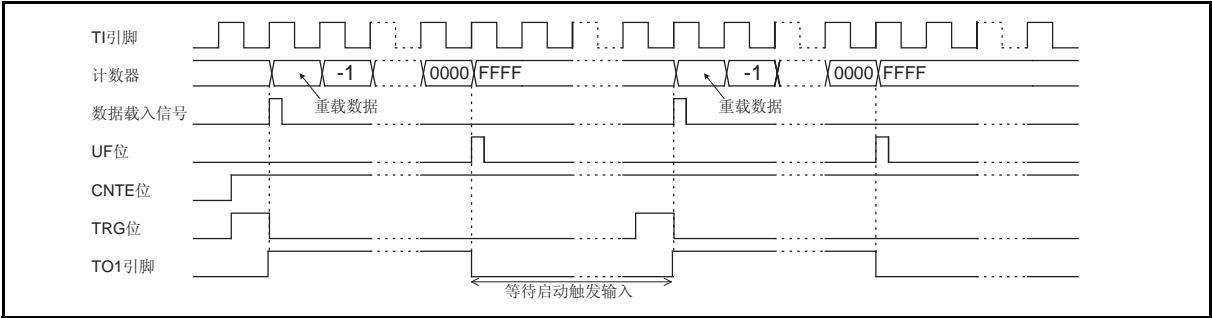 TI引脚
计数器 -1 0000 FFFF -1 0000 FFFF
重载数据 重载数据
数据载入信号
UF位
CNTE位
TRG位
TO1引脚
等待启动触发输入